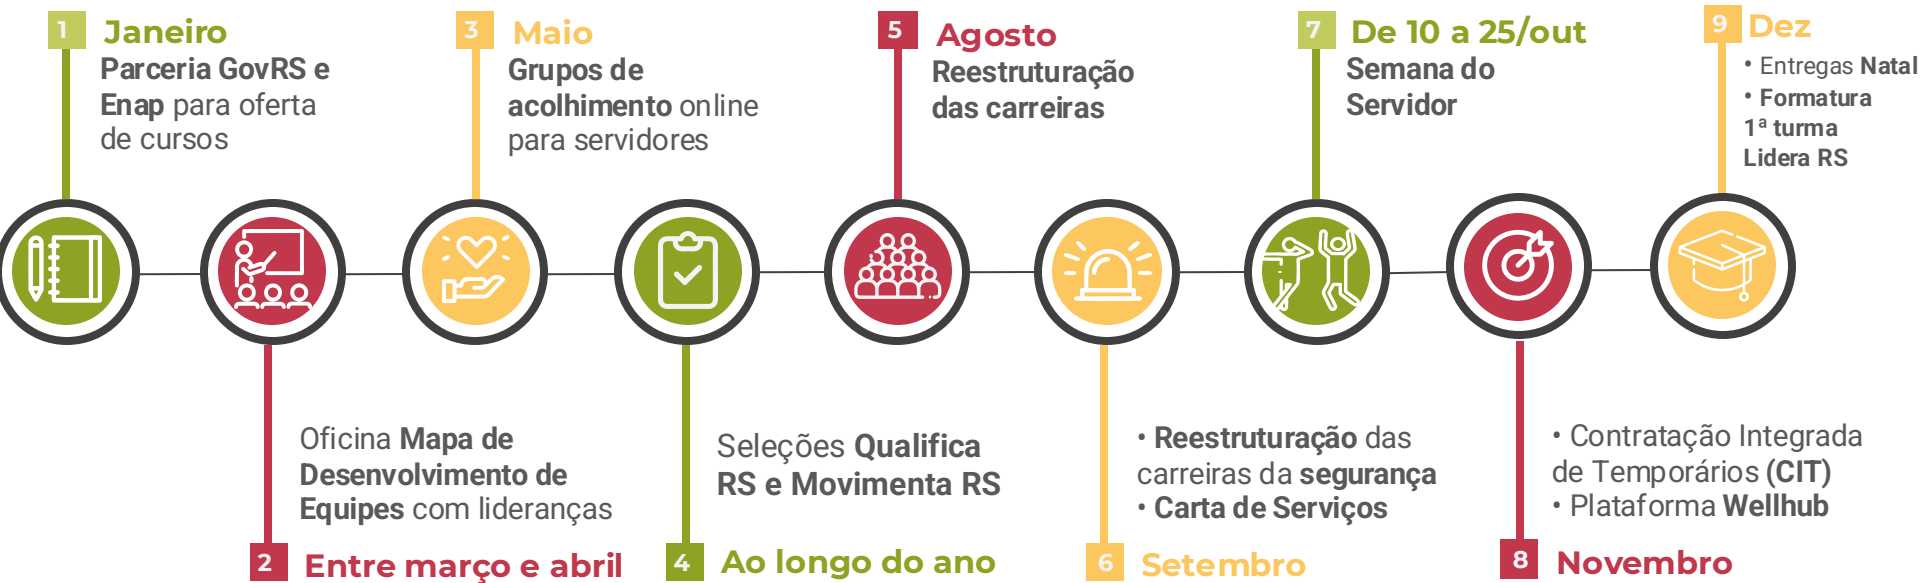 1 Janeiro
Parceria GovRS e
Enap para oferta
de cursos
Oficina Mapa de
Desenvolvimento de
Equipes com lideranças
2 Entre março e abril
3 Maio
Grupos de
acolhimento online
para servidores
Seleções Qualifica
RS e Movimenta RS
4 Ao longo do ano
5 Agosto
Reestruturação
das carreiras
• Reestruturação das
carreiras da segurança
• Carta de Serviços
6 Setembro
7 De 10 a 25/out
Semana do
Servidor
• Contratação Integrada
de Temporários (CIT)
• Plataforma Wellhub
8 Novembro
9 Dez
• Entregas Natal
• Formatura
1ª turma
Lidera RS